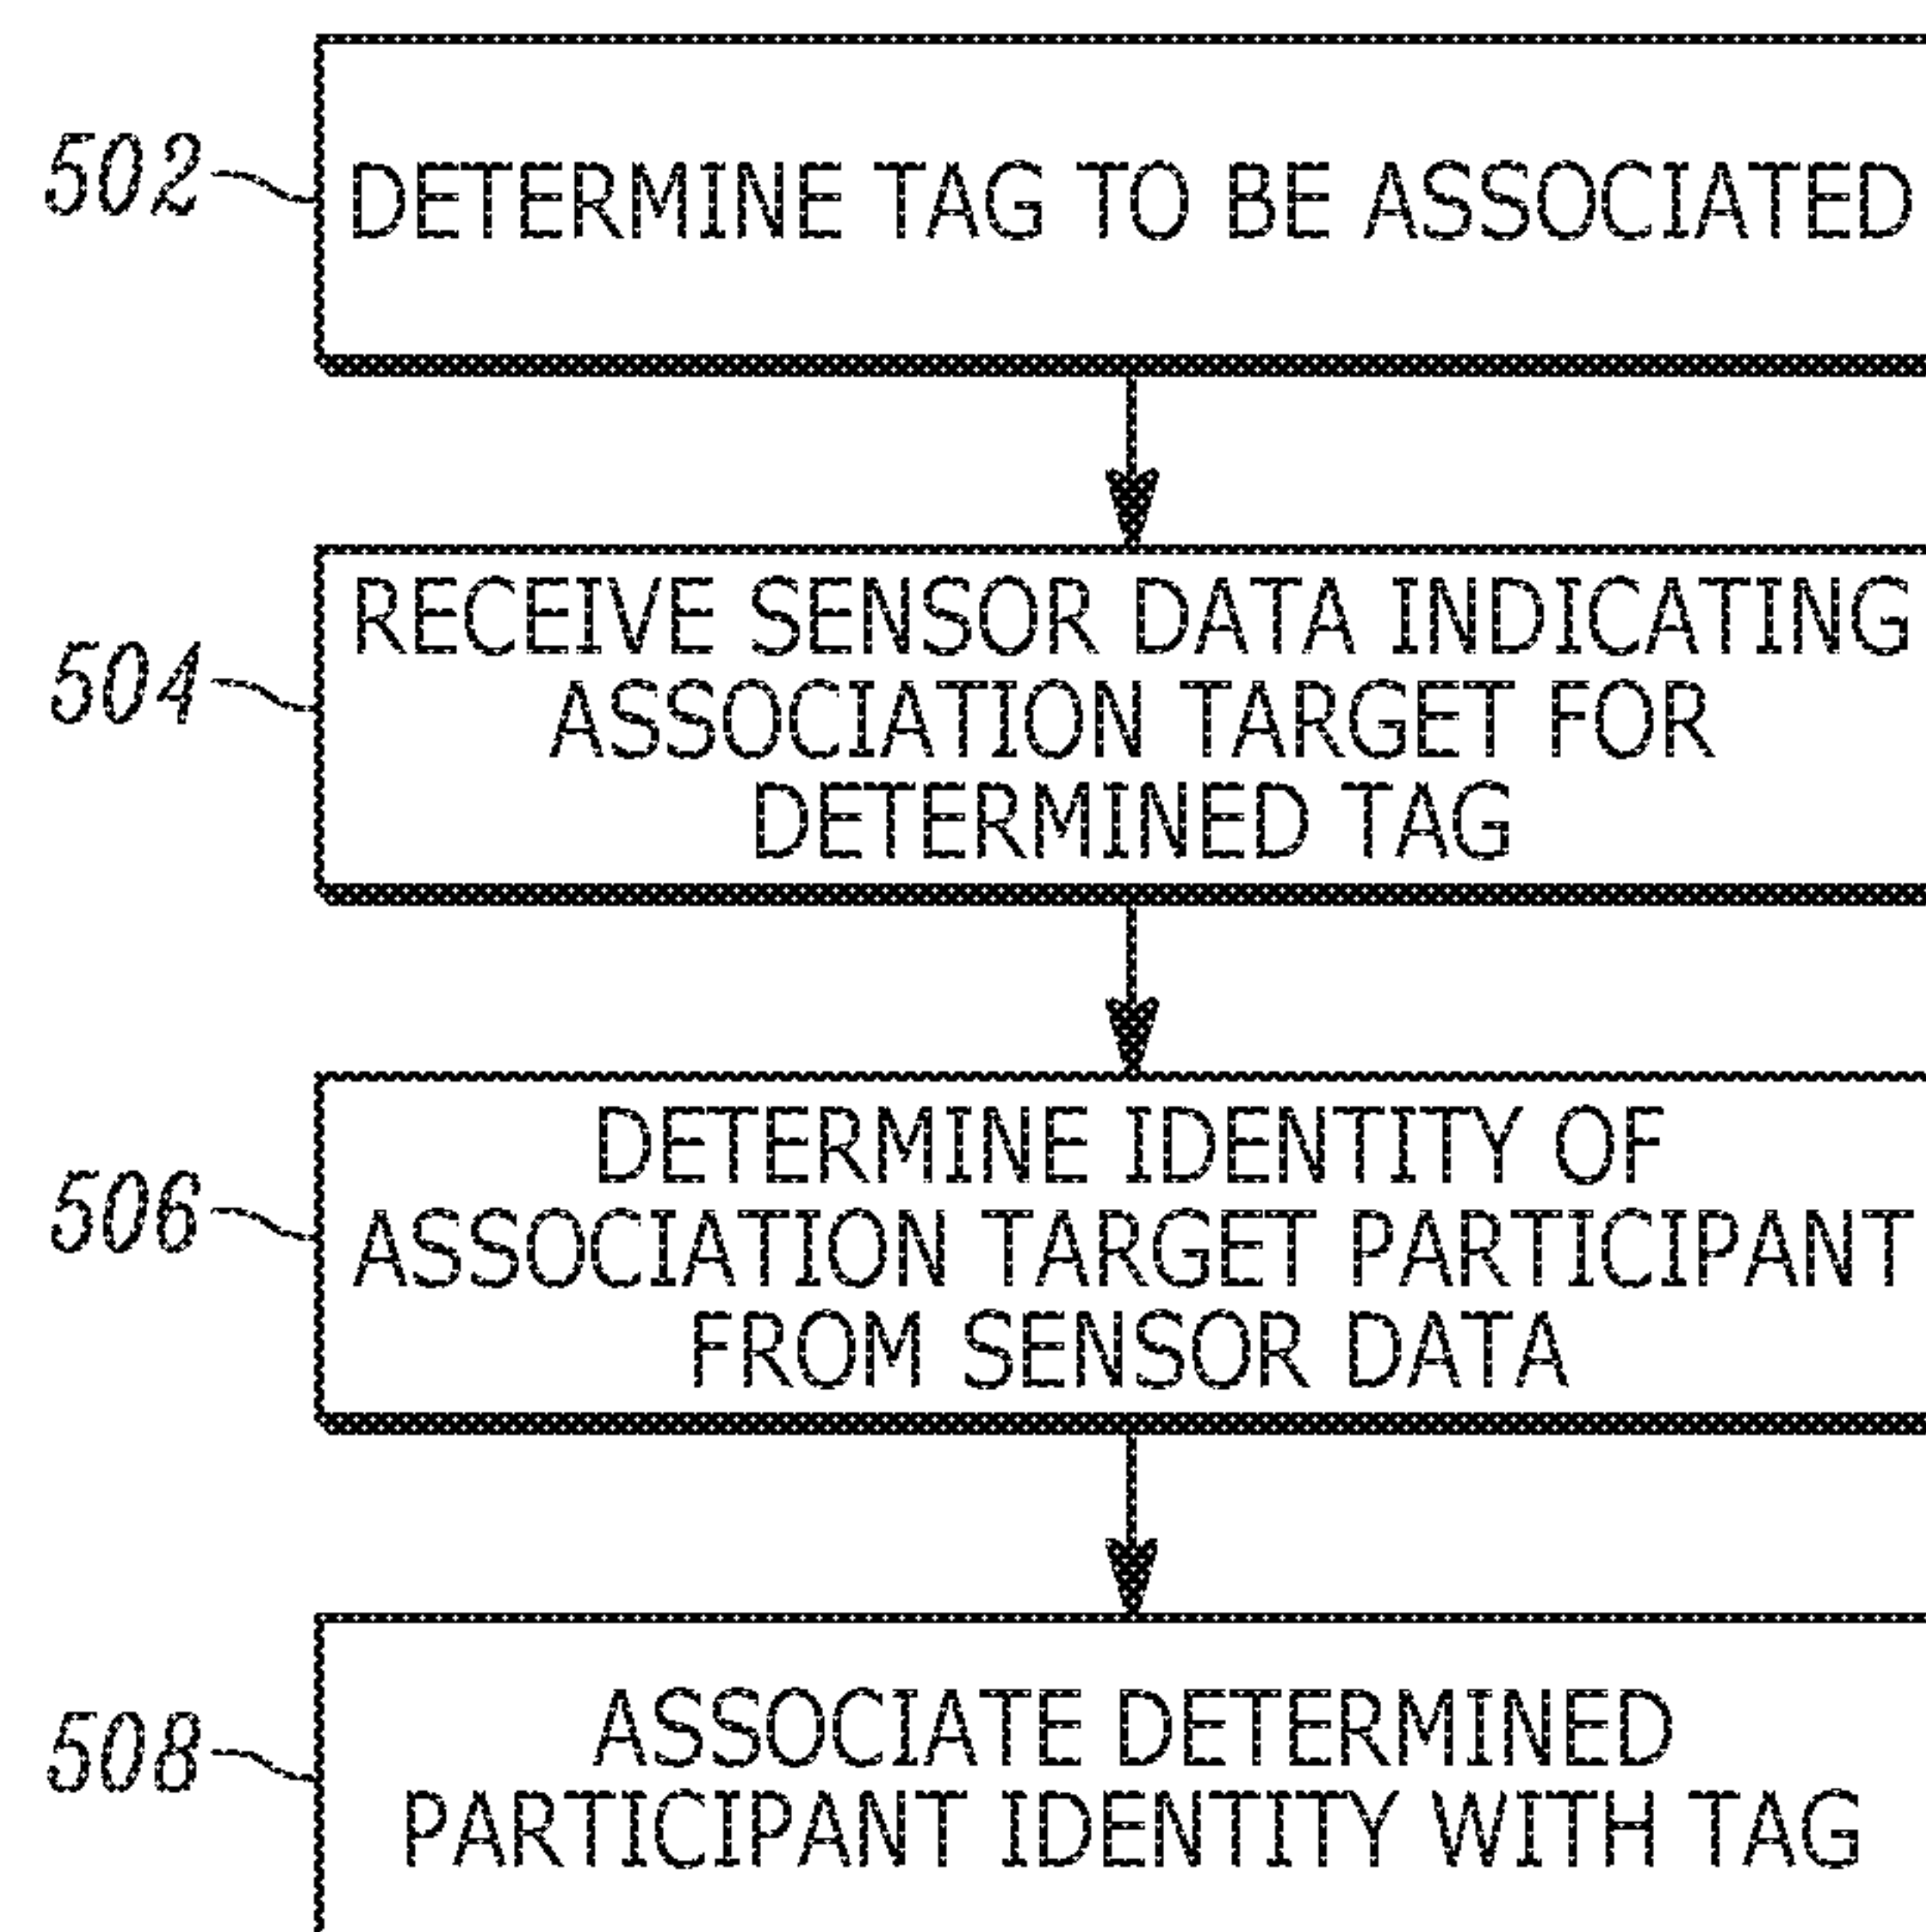 502
DETERMINE TAG TO BE ASSOCIATED
504
RECEIVE SENSOR DATA INDICATING
ASSOCIATION TARGET FOR
DETERMINED TAG
506
DETERMINE IDENTITY OF
ASSOCIATION TARGET PARTICIPANT
FROM SENSOR DATA
508
ASSOCIATE DETERMINED
PARTICIPANT IDENTITY WITH TAG